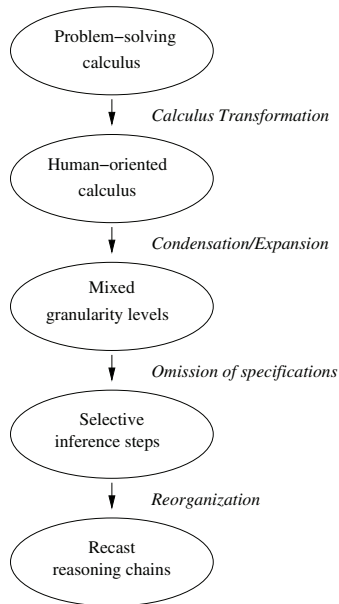 Problem−solving
calculus
Calculus Transformation
Human−oriented
calculus
Condensation/Expansion
Mixed
granularity levels
Omission of specifications
Selective
inference steps
Reorganization
Recast
reasoning chains